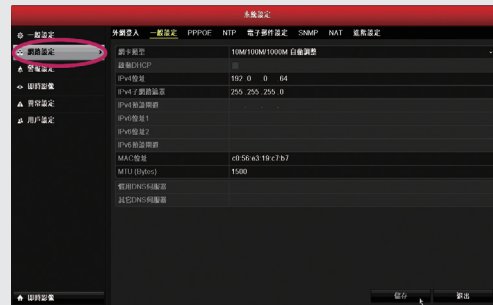 系統設定
一般設定
網路設定
警報設定
即時影像
異常設定
用戶設定
外網登入 一般設定 PPPOE NTP 電子郵件設定 SNMP NAT 進階設定
網卡類型 10M/100M/1000M 自動調整
啟動DHCP
IPv4位址 192 .0 .0 .64
IPv4子網路遮罩 255 .255 .255 .0
IPv4預設閘道
IPv6位址1
IPv6位址2
IPv6預設閘道
MAC位址 c0:56:e3:19:c7:b7
MTU (Bytes) 1500
慣用DNS伺服器
其它DNS伺服器
即時影像
儲存 退出